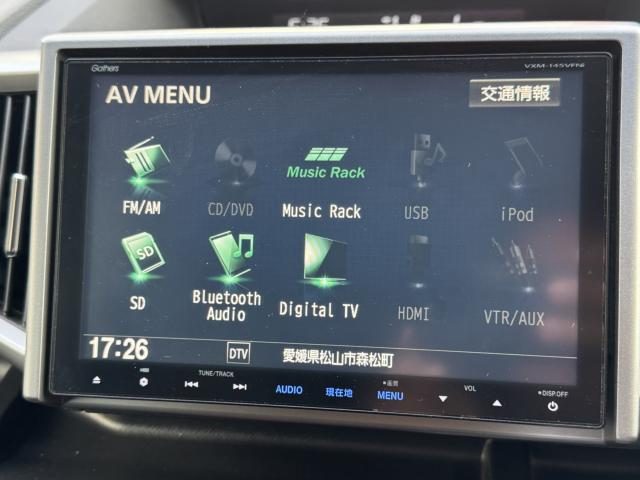 Gathers VXM-145VFNi
AV MENU 交通情報
Music Rack
FM/AM CD/DVD Music Rack USB iPod
SD
SD Bluetooth Audio Digital TV HDMI VTR/AUX
17:26 DTV 愛媛県松山市森松町
TUNE/TRACK ●画質 VOL ●DISP.OFF
AUDIO 現在地 MENU